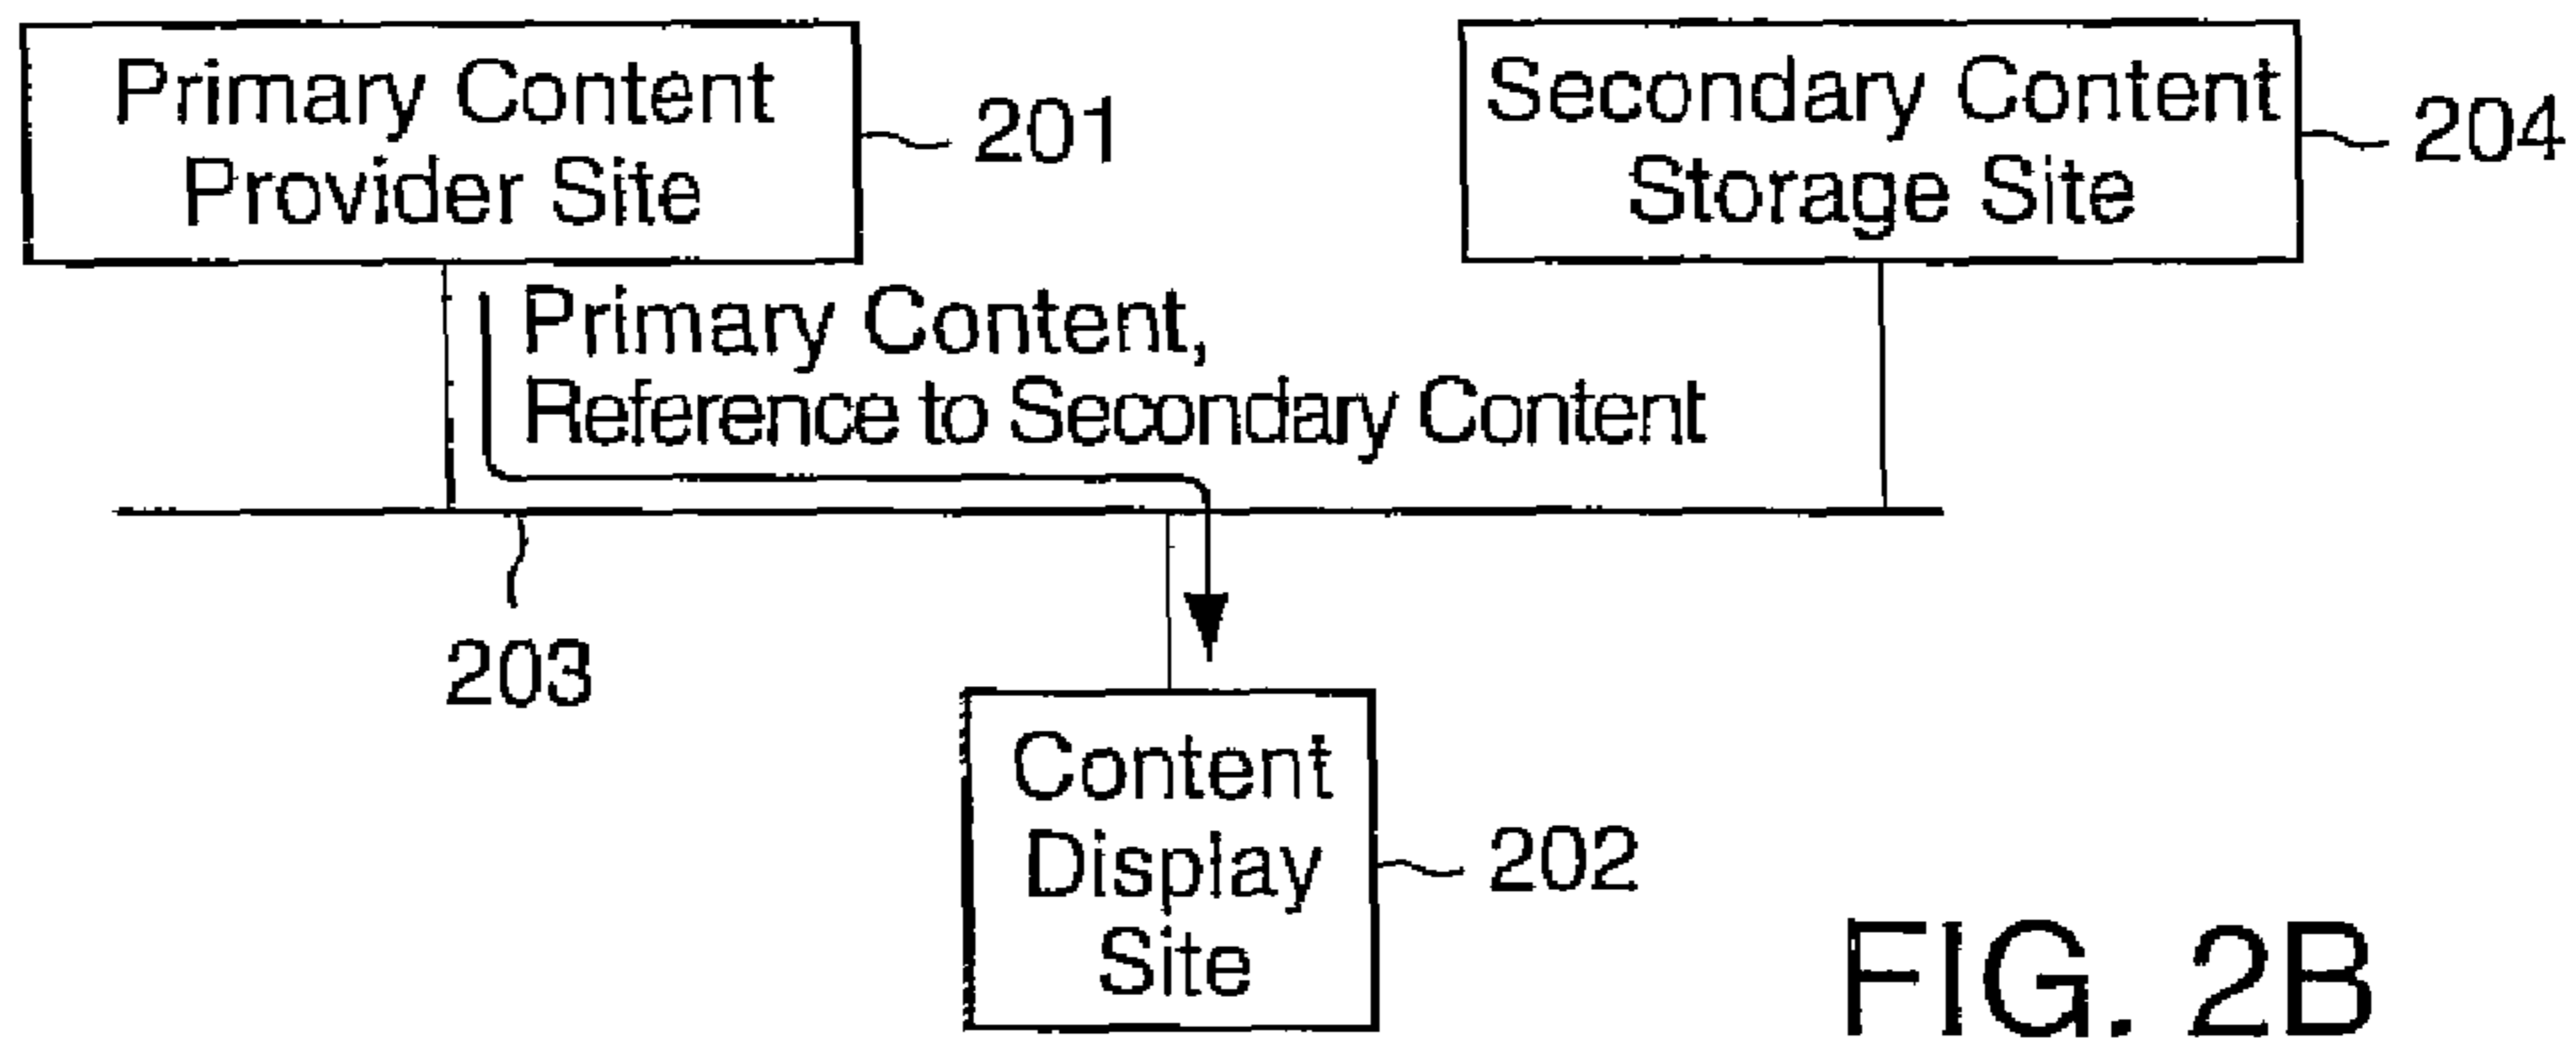 Primary Content
Provider Site
201
Secondary Content
Storage Site
204
Primary Content,
Reference to Secondary Content
203
Content
Display
Site
202
FIG. 2B